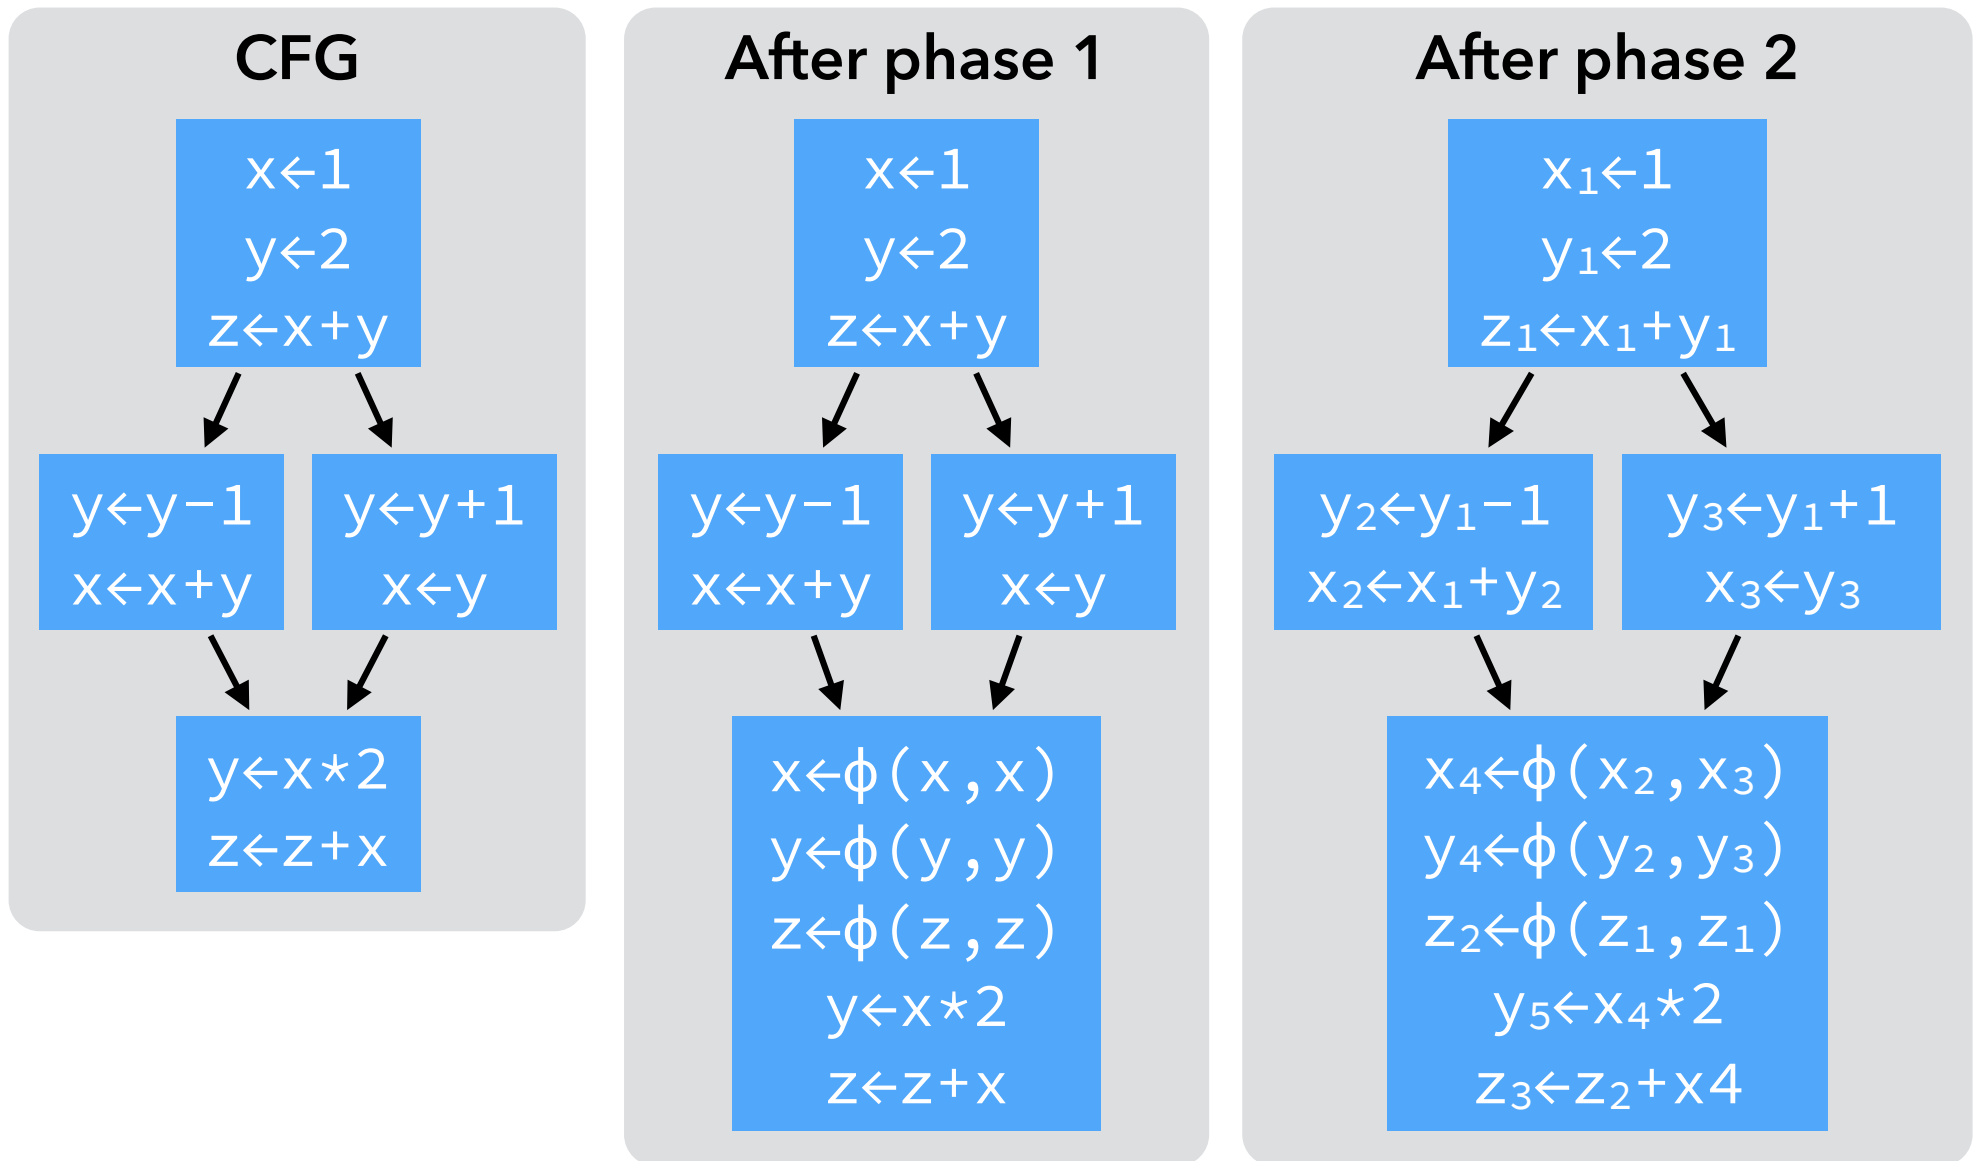 CFG
x←1
y←2
z←x+y
y←y-1
x←x+y
y←y+1
x←y
y←x*2
z←z+x
After phase 1
x←1
y←2
z←x+y
y←y-1
x←x+y
y←y+1
x←y
x←ϕ(x,x)
y←ϕ(y,y)
z←ϕ(z,z)
y←x*2
z←z+x
After phase 2
x₁←1
y₁←2
z₁←x₁+y₁
y₂←y₁-1
x₂←x₁+y₂
y₃←y₁+1
x₃←y₃
x₄←ϕ(x₂,x₃)
y₄←ϕ(y₂,y₃)
z₂←ϕ(z₁,z₁)
y₅←x₄*2
z₃←z₂+x4